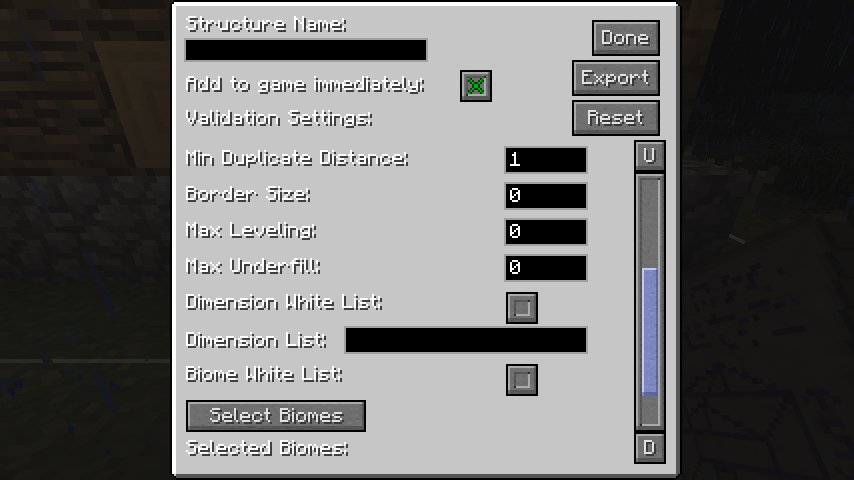 Structure Name:
Done
Export
Add to game immediately:
Validation Settings:
Reset
Min Duplicate Distance: 1
U
Border Size: 0
Max Leveling: 0
Max Underfill: 0
Dimension White List:
Dimension List:
Biome White List:
Select Biomes
Selected Biomes:
D